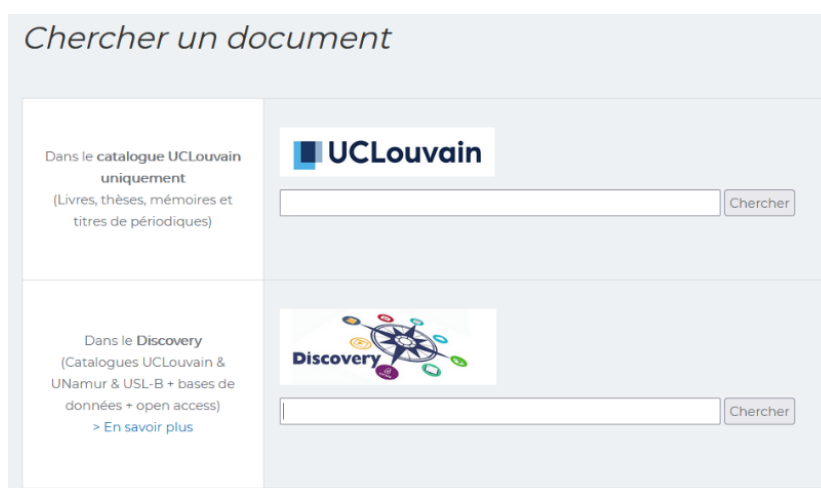 Chercher un document
Dans le catalogue UCLouvain
uniquement
(Livres, thèses, mémoires et
titres de périodiques)
UCLouvain
Chercher
Dans le Discovery
(Catalogues UCLouvain &
UNamur & USL-B + bases de
données + open access)
> En savoir plus
Discovery
Chercher